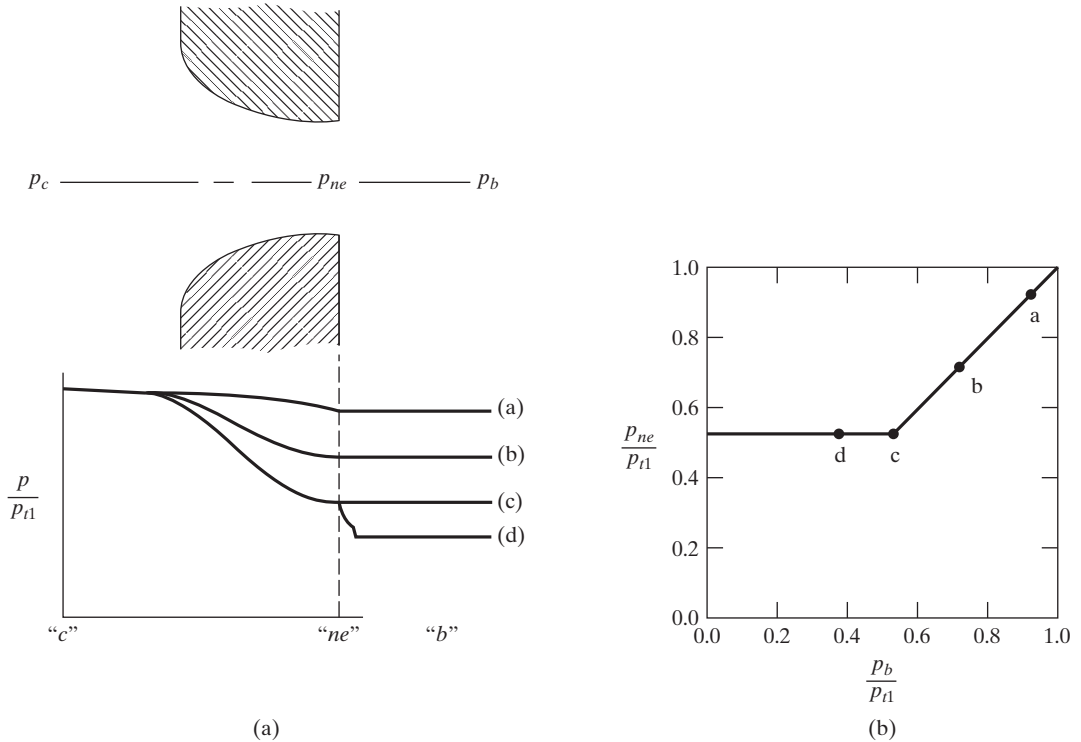 p_c p_ne p_b
p
p_t1
(a)
(b)
(c)
(d)
“c” “ne” “b”
(a)
p_ne
p_t1
1.0
0.8
0.6
0.4
0.2
0.0
a
b
c
d
0.0 0.2 0.4 0.6 0.8 1.0
p_b
p_t1
(b)